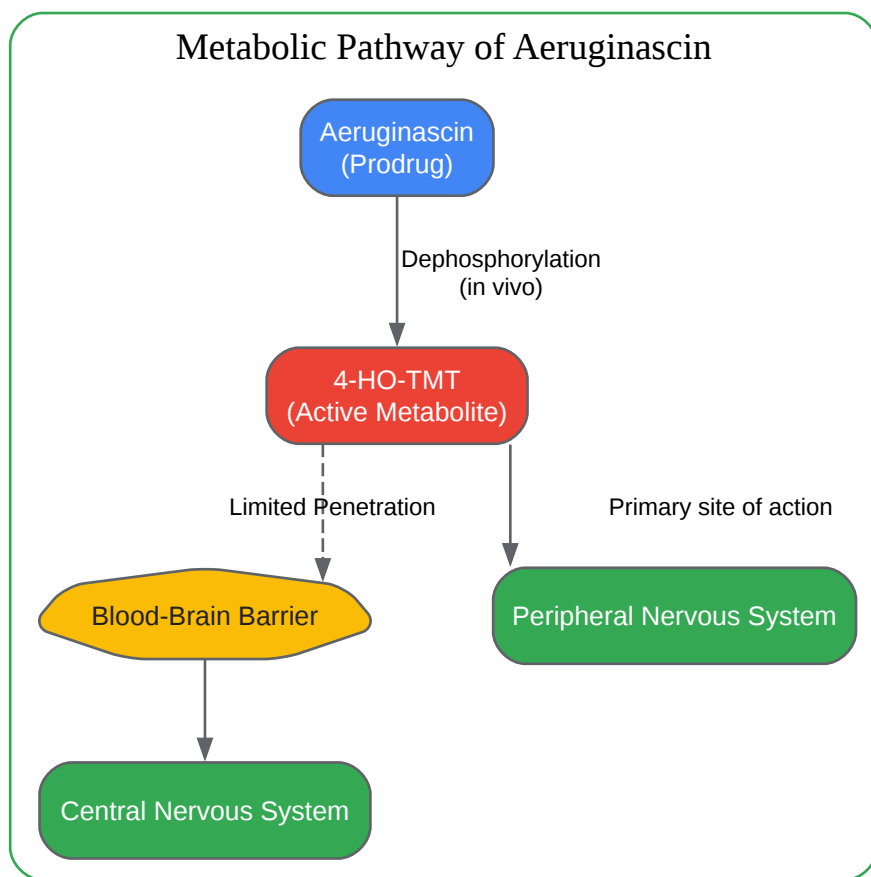 Metabolic Pathway of Aeruginascin
Aeruginascin
(Prodrug)
Dephosphorylation
(in vivo)
4-HO-TMT
(Active Metabolite)
Limited Penetration
Primary site of action
Blood-Brain Barrier
Peripheral Nervous System
Central Nervous System